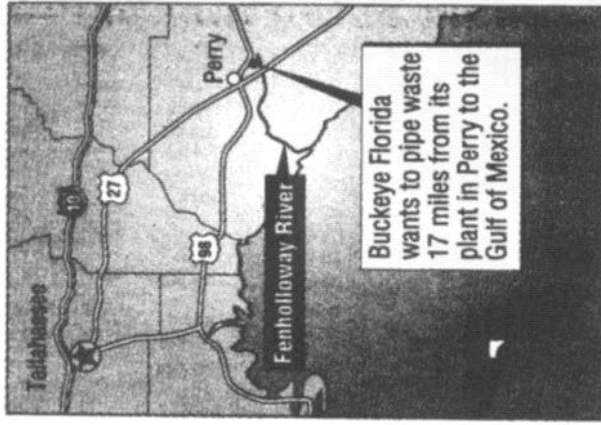 Tallahassee
10
27
98
Perry
Fenholloway River
Buckeye Florida
wants to pipe waste
17 miles from its
plant in Perry to the
Gulf of Mexico.